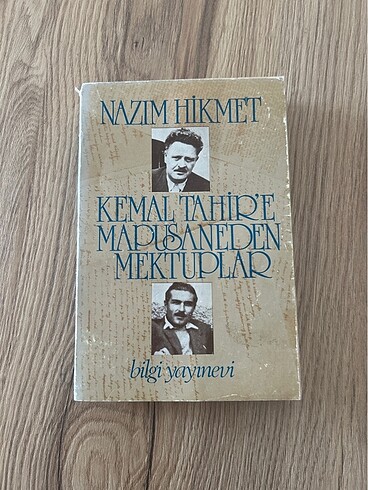 NAZIM HİKMET
KEMAL TAHİR'E
MAPUSANEDEN
MEKTUPLAR
bilgi yayınevi